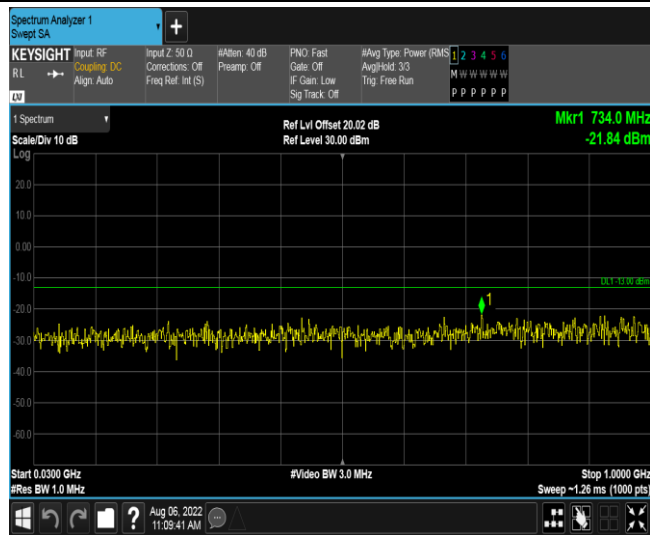 Spectrum Analyzer 1
Swept SA
KEYSIGHT
RL
Input: RF
Coupling: DC
Align: Auto
Input Z: 50 Ω
Corrections: Off
Freq Ref: Int (S)
#Atten: 40 dB
Preamp: Off
PNO: Fast
Gate: Off
IF Gain: Low
Sig Track: Off
#Avg Type: Power (RMS
Avg|Hold: 3/3
Trig: Free Run
1 2 3 4 5 6
M W W W W W
P P P P P P
1 Spectrum
Scale/Div 10 dB
Log
Ref Lvl Offset 20.02 dB
Ref Level 30.00 dBm
Mkr1 734.0 MHz
-21.84 dBm
20.0
10.0
0.00
-10.0
DL1 -13.00 dBm
1
-20.0
-30.0
-40.0
-50.0
-60.0
Start 0.0300 GHz
#Res BW 1.0 MHz
#Video BW 3.0 MHz
Stop 1.0000 GHz
Sweep ~1.26 ms (1000 pts)
?
Aug 06, 2022
11:09:41 AM